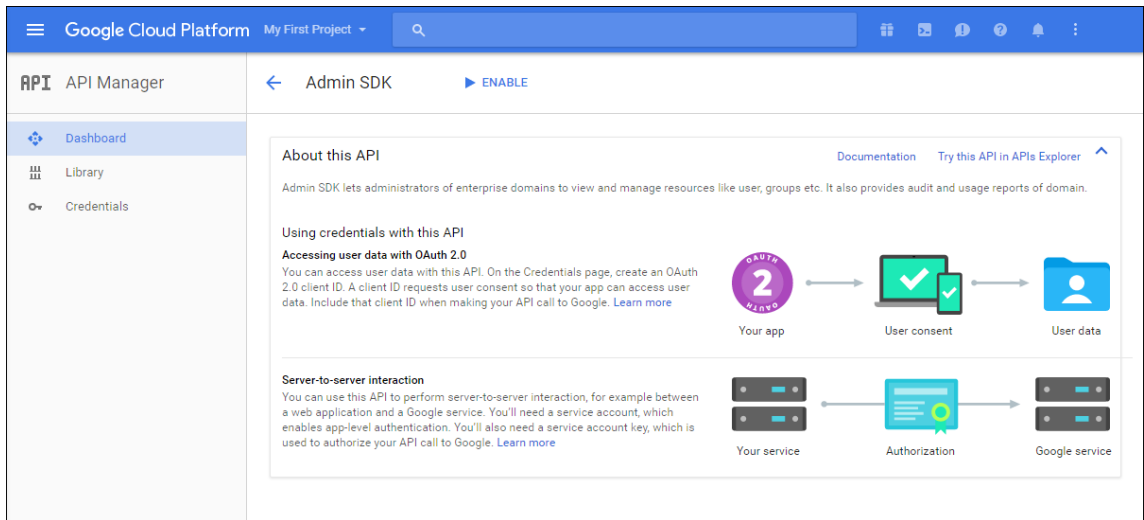 Google Cloud Platform My First Project
API API Manager
Admin SDK
ENABLE
Dashboard
Library
Credentials
About this API
Documentation Try this API in APIs Explorer
Admin SDK lets administrators of enterprise domains to view and manage resources like user, groups etc. It also provides audit and usage reports of domain.
Using credentials with this API
Accessing user data with OAuth 2.0
You can access user data with this API. On the Credentials page, create an OAuth
2.0 client ID. A client ID requests user consent so that your app can access user
data. Include that client ID when making your API call to Google. Learn more
OAUTH
2
OAUTH
Your app
User consent
User data
Server-to-server interaction
You can use this API to perform server-to-server interaction, for example between
a web application and a Google service. You'll need a service account, which
enables app-level authentication. You'll also need a service account key, which is
used to authorize your API call to Google. Learn more
Your service
Authorization
Google service